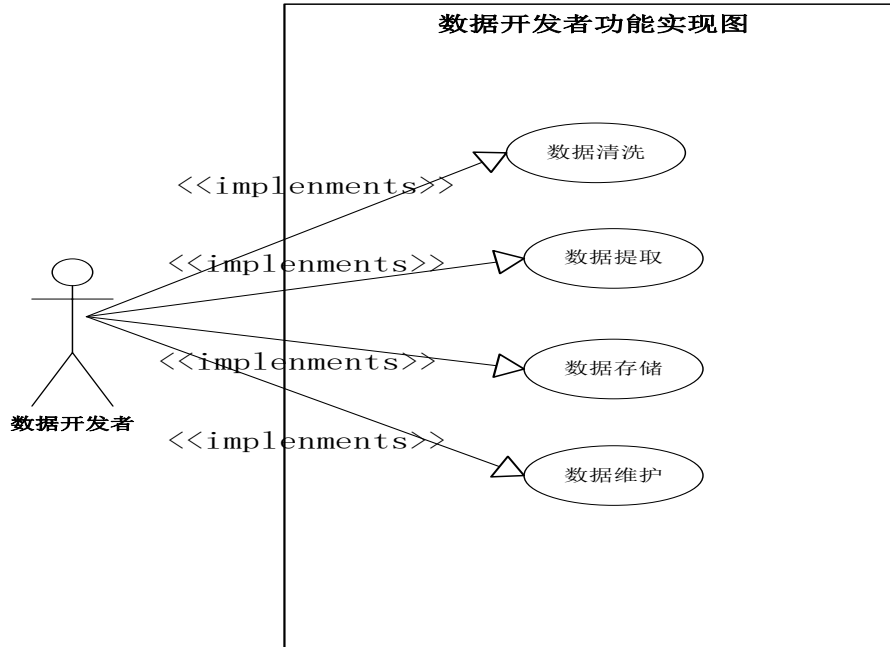 数据开发者功能实现图
数据清洗
<<implenments>>
<<implenments>>
数据提取
<<implenments>>
数据存储
数据开发者
<<implenments>>
数据维护